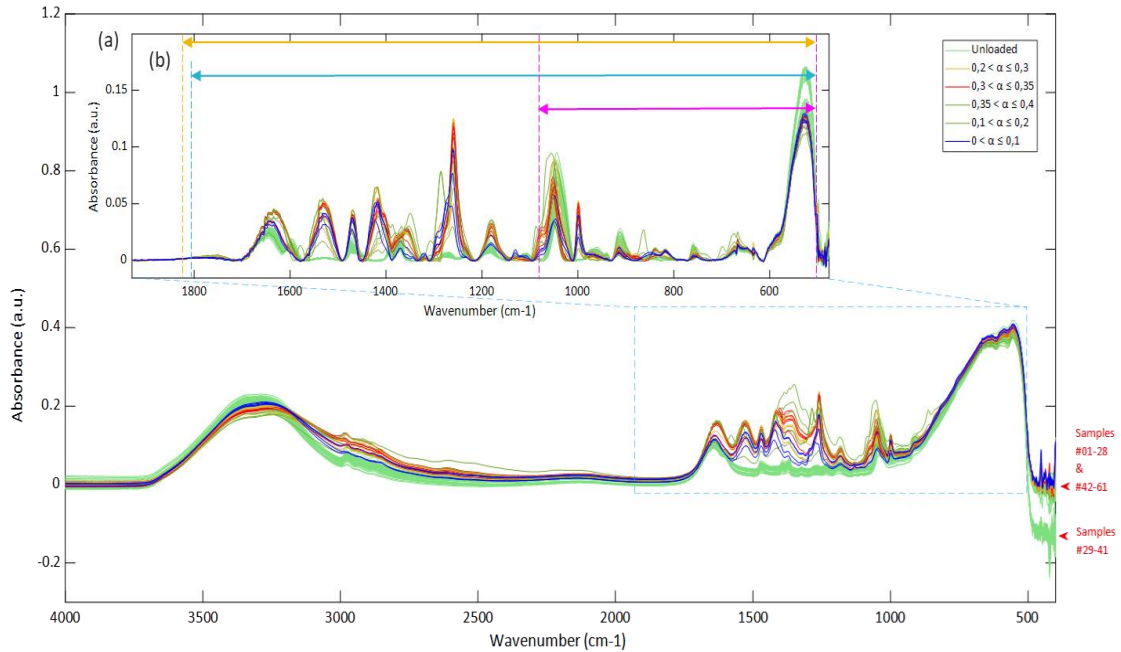 1.2
1
0.8
0.6
0.4
0.2
0
-0.2
Absorbance (a.u.)
(a)
(b)
0.15
0.1
0.05
0
Absorbance (a.u.)
1800
1600
1400
1200
1000
800
600
Wavenumber (cm-1)
Unloaded
0,2 < α ≤ 0,3
0,3 < α ≤ 0,35
0,35 < α ≤ 0,4
0,1 < α ≤ 0,2
0 < α ≤ 0,1
Samples
#01-28
&
#42-61
Samples
#29-41
4000
3500
3000
2500
2000
1500
1000
500
Wavenumber (cm-1)